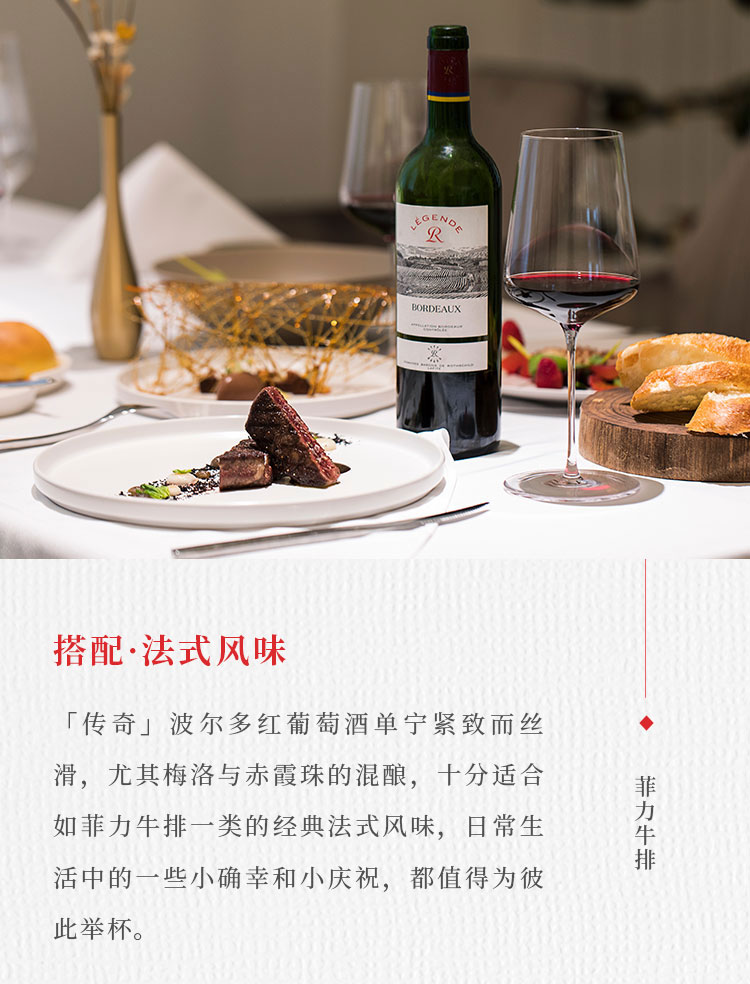 LÉGENDE
R
BORDEAUX
APPELLATION BORDEAUX
CONTRÔLÉE
DOMAINES BARONS DE ROTHSCHILD
搭配·法式风味
「传奇」波尔多红葡萄酒单宁紧致而丝
滑，尤其梅洛与赤霞珠的混酿，十分适合
如菲力牛排一类的经典法式风味，日常生
活中的一些小确幸和小庆祝，都值得为彼
此举杯。
菲力牛排